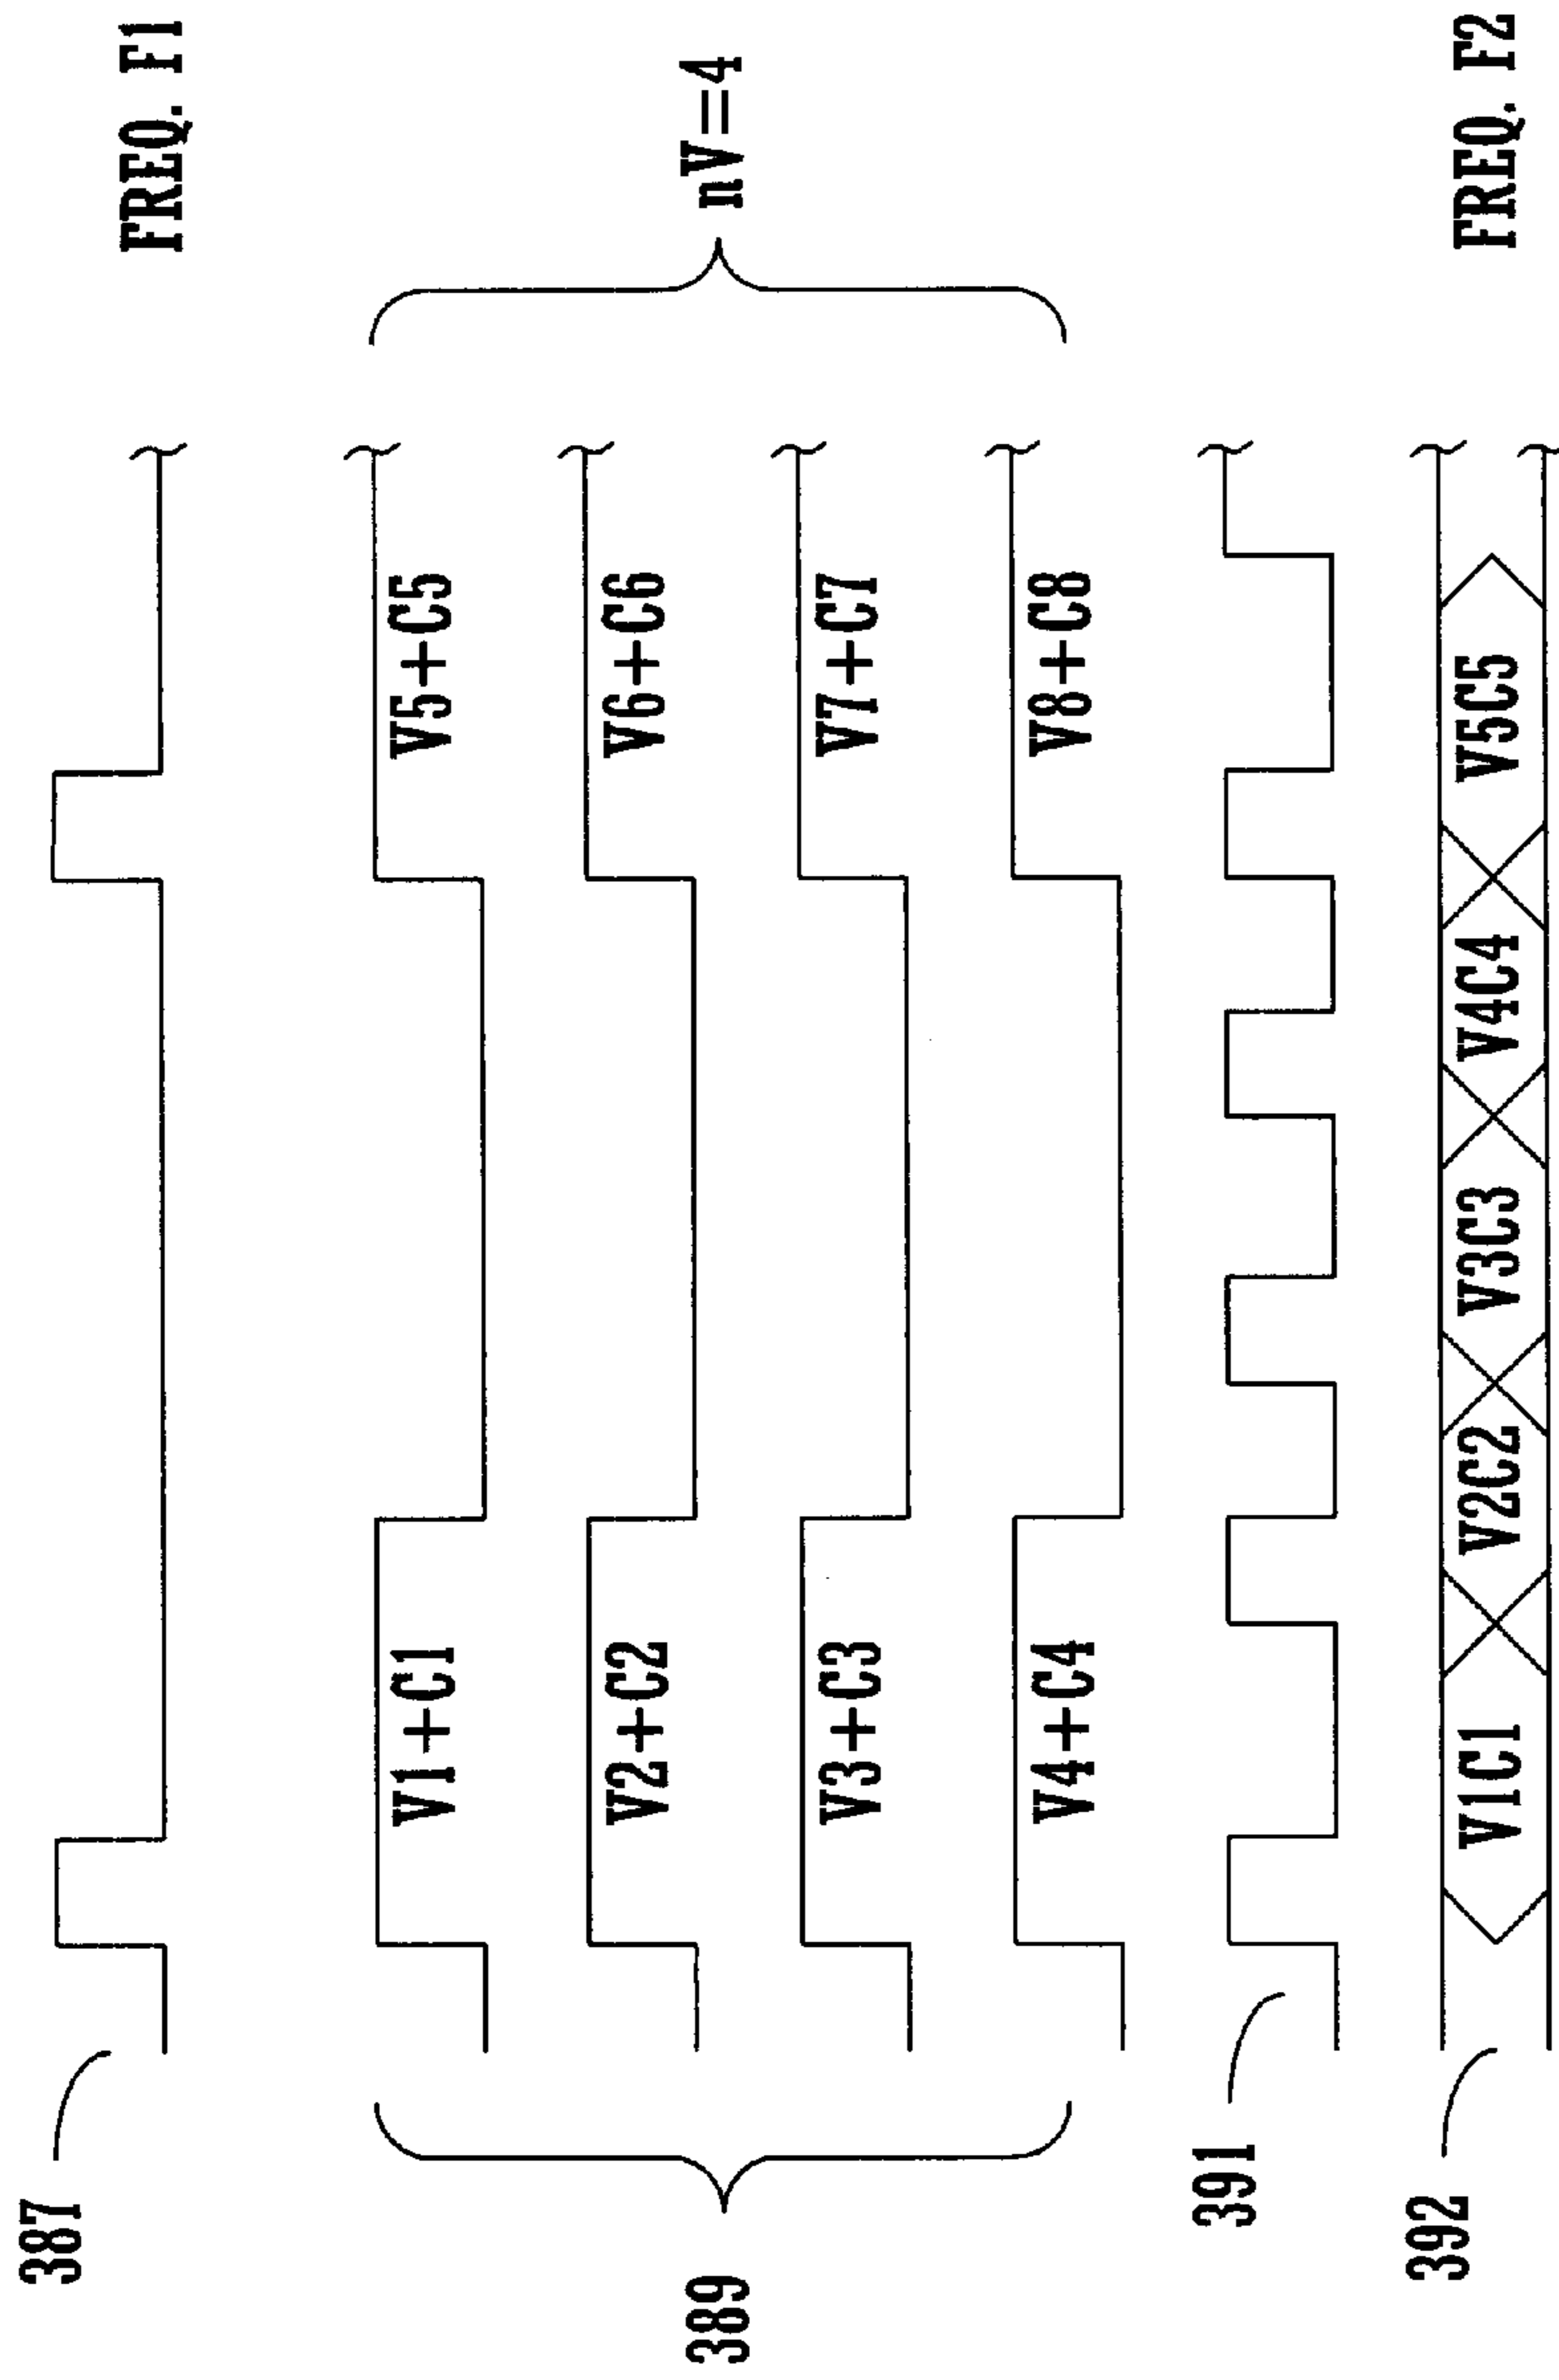 387
FREQ. F1
389
V1+C1
V5+C5
V2+C2
V6+C6
nV=4
V3+C3
V7+C7
V4+C4
V8+C8
391
392
V1C1
V2C2
V3C3
V4C4
V5C5
FREQ. F2